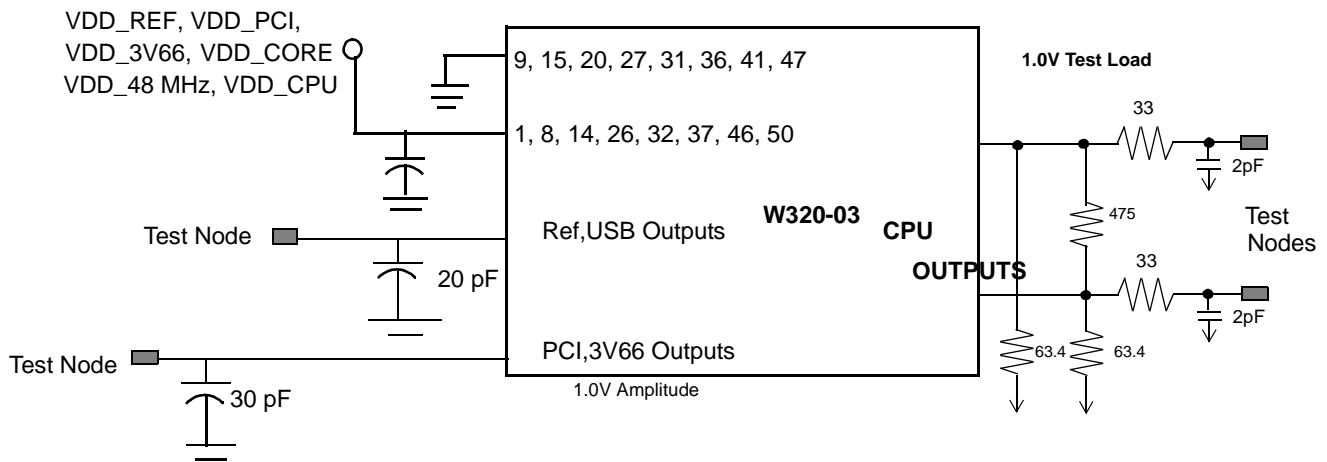 VDD_REF, VDD_PCI,
VDD_3V66, VDD_CORE
VDD_48 MHz, VDD_CPU
9, 15, 20, 27, 31, 36, 41, 47
1, 8, 14, 26, 32, 37, 46, 50
1.0V Test Load
33
2pF
475
Test Node
Ref,USB Outputs
W320-03
CPU
OUTPUTS
Test
Nodes
20 pF
33
2pF
Test Node
PCI,3V66 Outputs
63.4
63.4
30 pF
1.0V Amplitude